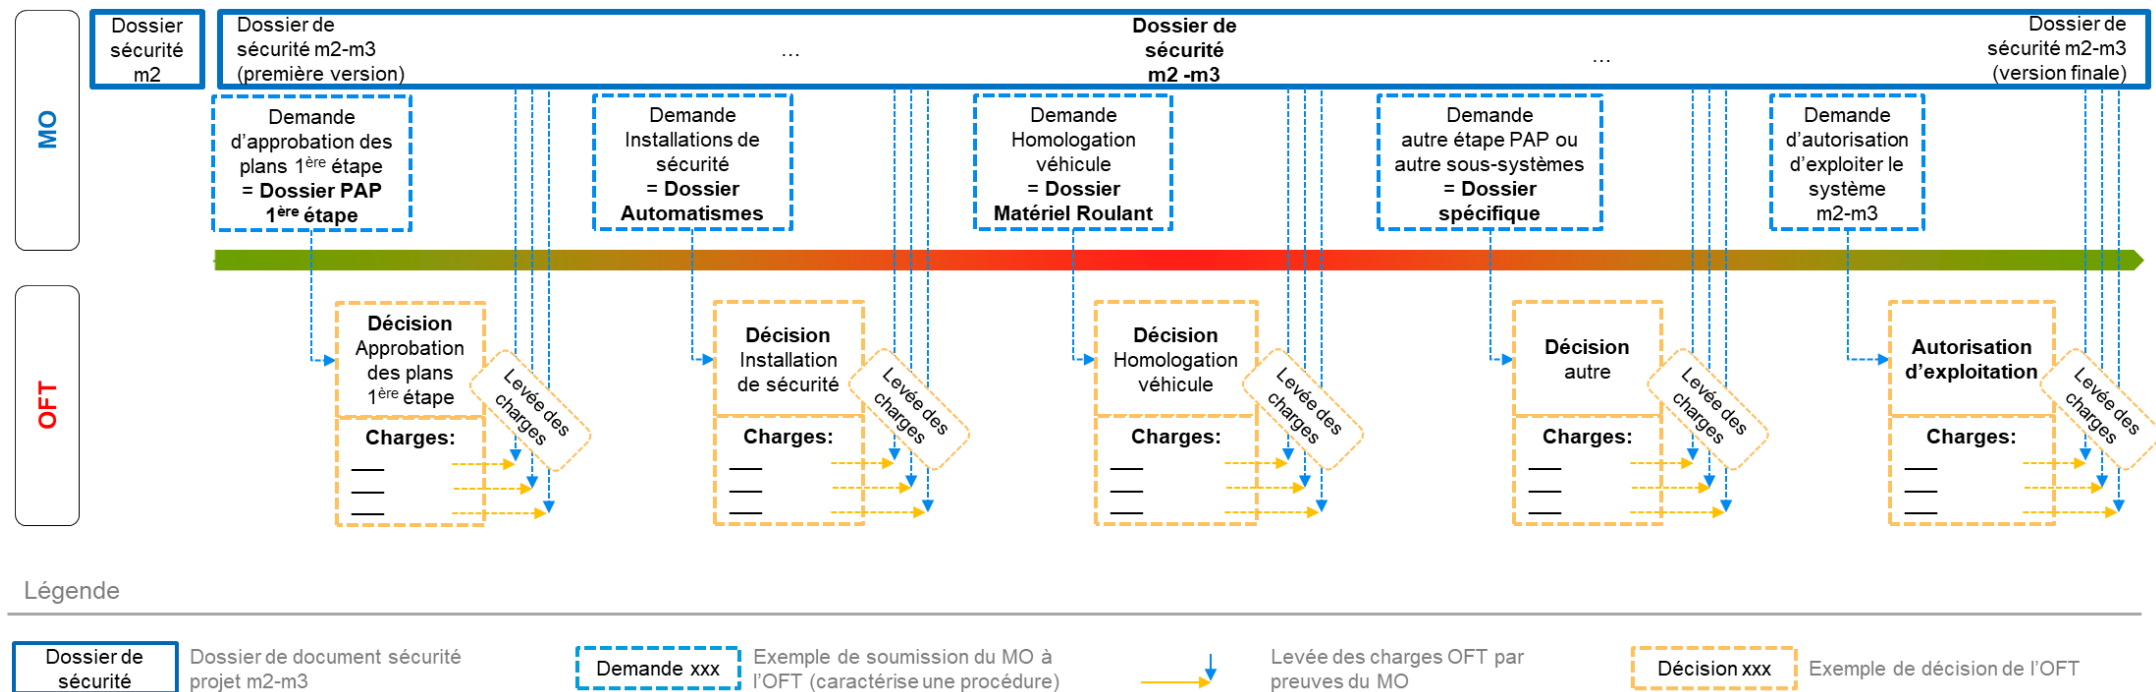 MO
Dossier
sécurité
m2
Dossier de
sécurité m2-m3
(première version)
...
Dossier de
sécurité
m2 -m3
...
Dossier de
sécurité m2-m3
(version finale)
Demande
d’approbation des
plans 1ère étape
= Dossier PAP
1ère étape
Demande
Installations de
sécurité
= Dossier
Automatismes
Demande
Homologation
véhicule
= Dossier
Matériel Roulant
Demande
autre étape PAP ou
autre sous-systèmes
= Dossier
spécifique
Demande
d’autorisation
d’exploiter le
système
m2-m3
OFT
Décision
Approbation
des plans
1ère étape
Charges:
Levée des
charges
Décision
Installation
de sécurité
Charges:
Levée des
charges
Décision
Homologation
véhicule
Charges:
Levée des
charges
Décision
autre
Charges:
Levée des
charges
Autorisation
d’exploitation
Charges:
Levée des
charges
Légende
Dossier de
sécurité
Dossier de document sécurité
projet m2-m3
Demande xxx
Exemple de soumission du MO à
l’OFT (caractérise une procédure)
Levée des charges OFT par
preuves du MO
Décision xxx
Exemple de décision de l’OFT